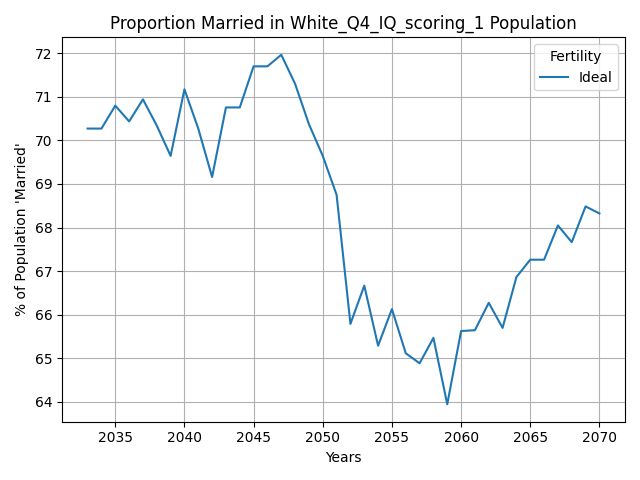 Proportion Married in White_Q4_IQ_scoring_1 Population
Fertility
Ideal
% of Population 'Married'
72
71
70
69
68
67
66
65
64
2035 2040 2045 2050 2055 2060 2065 2070
Years